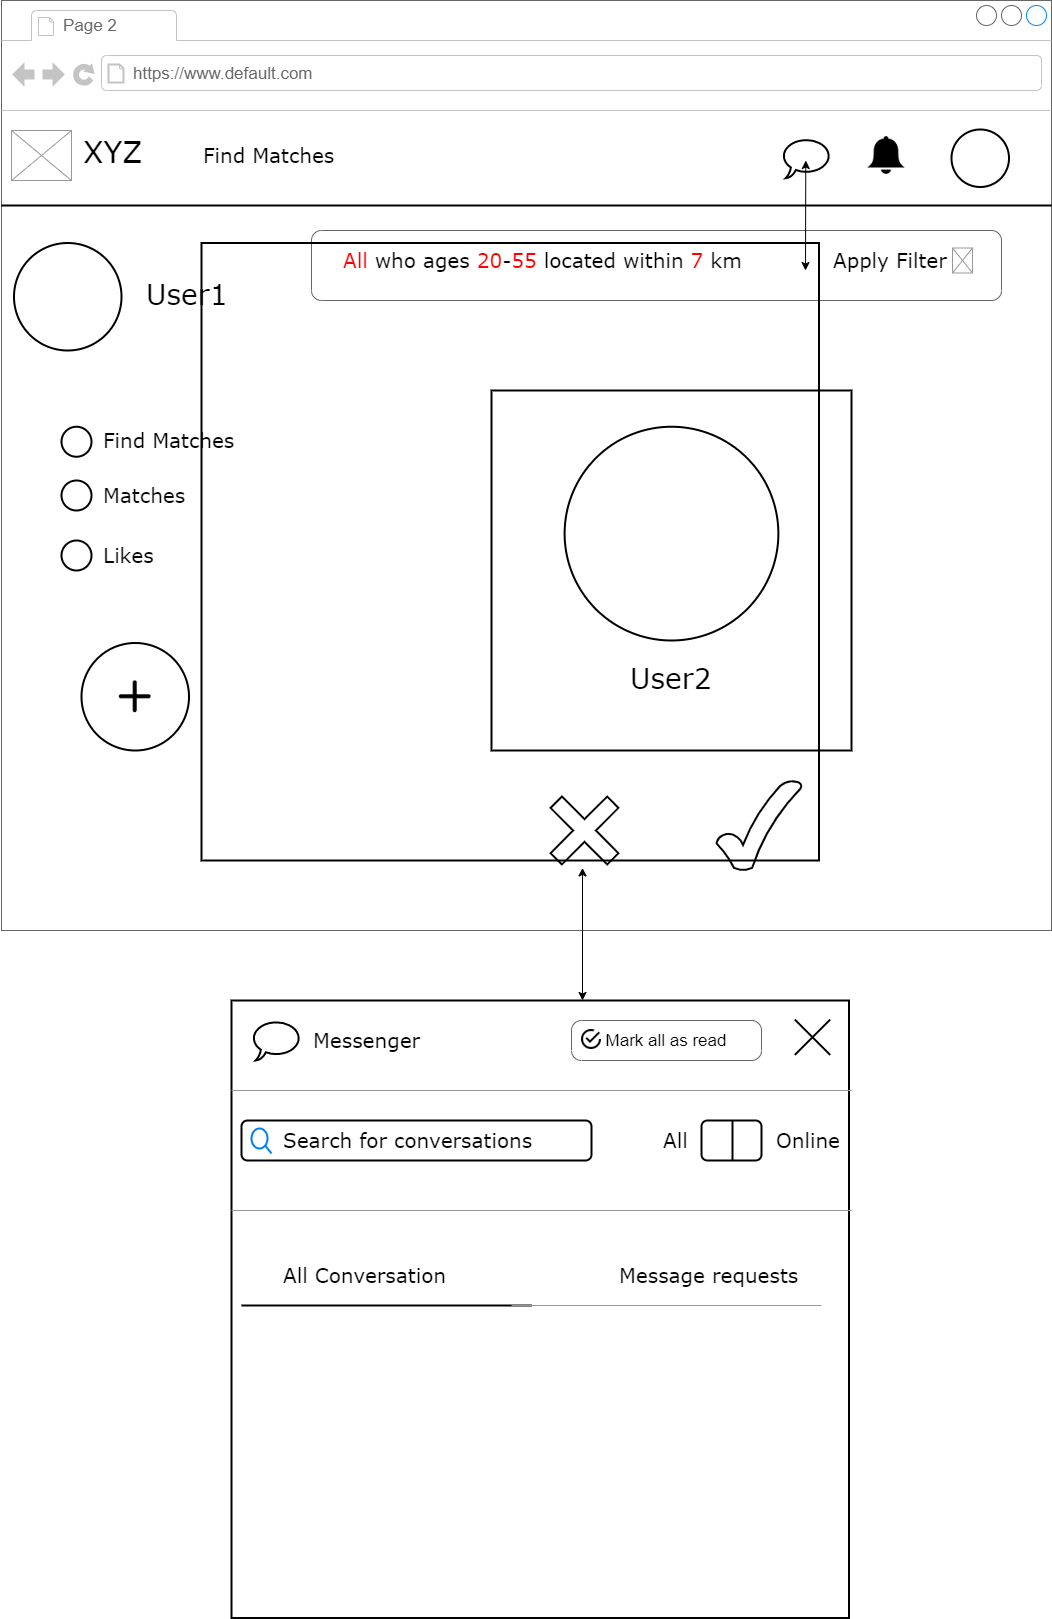 Page 2
https://www.default.com
XYZ
Find Matches
All who ages 20-55 located within 7 km
Apply Filter
User1
Find Matches
Matches
Likes
User2
Messenger
Mark all as read
Search for conversations
All
Online
All Conversation
Message requests